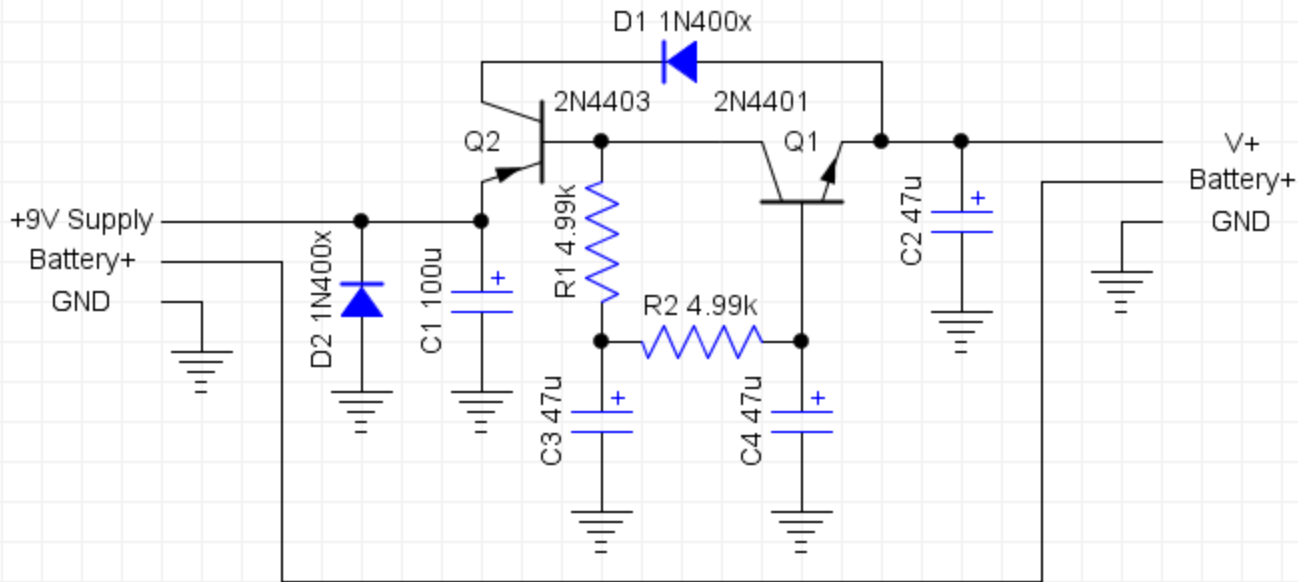 D1 1N400x
2N4403
2N4401
Q2
Q1
V+
Battery+
GND
+9V Supply
Battery+
GND
D2 1N400x
C1 100u
+
R1 4.99k
R2 4.99k
C2 47u
+
C3 47u
+
C4 47u
+